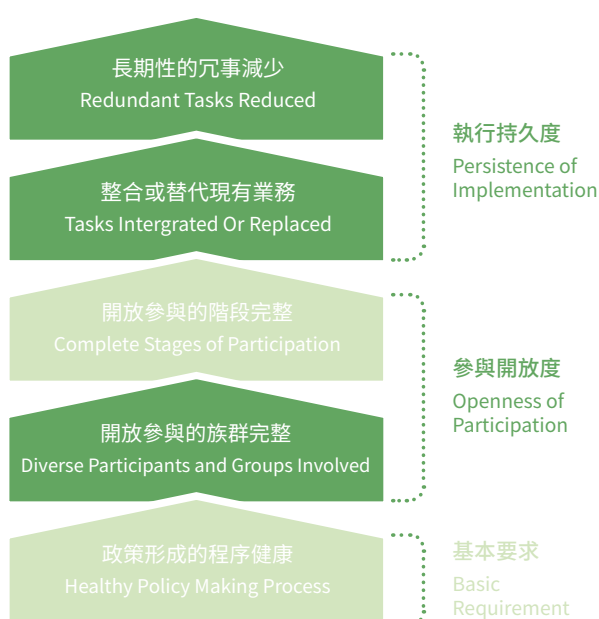 長期性的冗事減少
Redundant Tasks Reduced
執行持久度
Persistence of
Implementation
整合或替代現有業務
Tasks Intergrated Or Replaced
開放參與的階段完整
Complete Stages of Participation
參與開放度
Openness of
Participation
開放參與的族群完整
Diverse Participants and Groups Involved
政策形成的程序健康
Healthy Policy Making Process
基本要求
Basic
Requirement